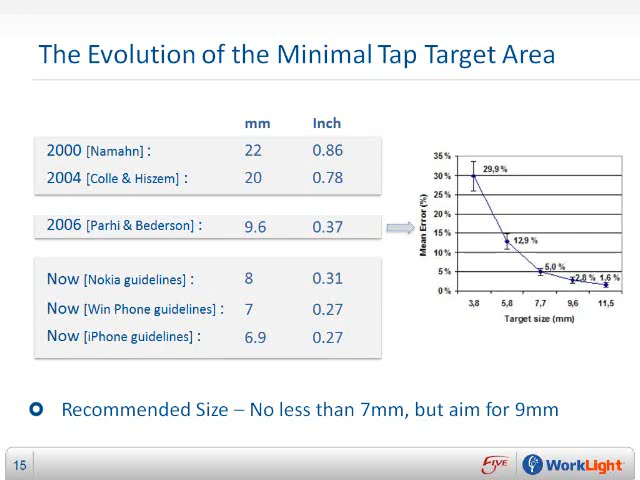 The Evolution of the Minimal Tap Target Area
mm Inch
2000 [Namahn] : 22 0.86
2004 [Colle & Hiszem] : 20 0.78
2006 [Parhi & Bederson] : 9.6 0.37
Now [Nokia guidelines] : 8 0.31
Now [Win Phone guidelines] : 7 0.27
Now [iPhone guidelines] : 6.9 0.27
Mean Error (%)
35%
30%
25%
20%
15%
10%
5%
0%
29,9%
12,9%
5,0%
2,8% 1,6%
3,8 5,8 7,7 9,6 11,5
Target size (mm)
Recommended Size – No less than 7mm, but aim for 9mm
15
Five
WorkLight